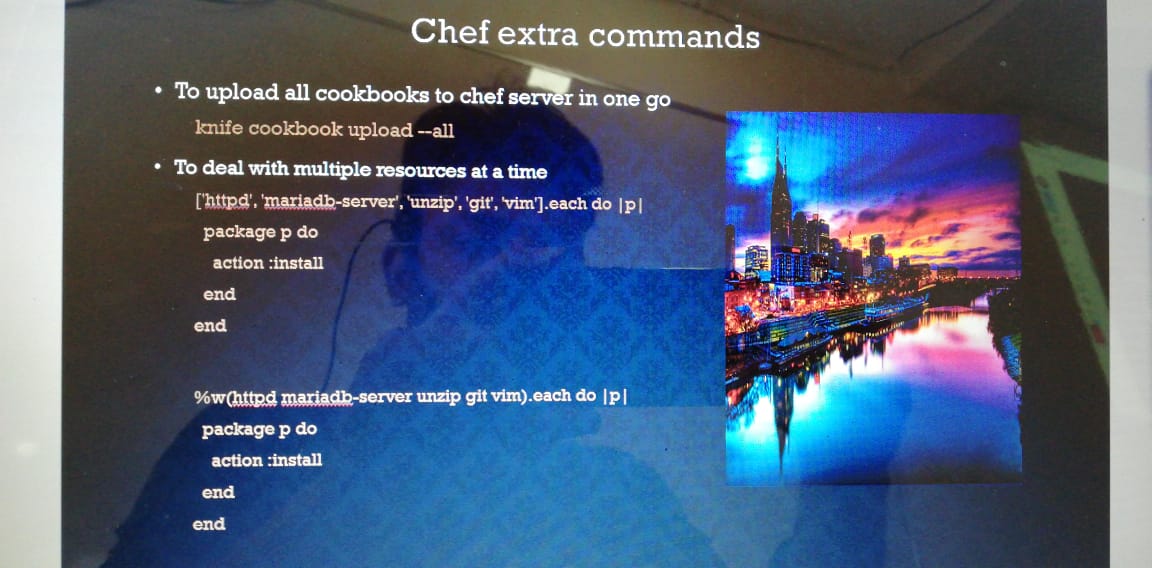 Chef extra commands
• To upload all cookbooks to chef server in one go
knife cookbook upload --all
• To deal with multiple resources at a time
['httpd', 'mariadb-server', 'unzip', 'git', 'vim'].each do |p|
package p do
action :install
end
end
%w(httpd mariadb-server unzip git vim).each do |p|
package p do
action :install
end
end